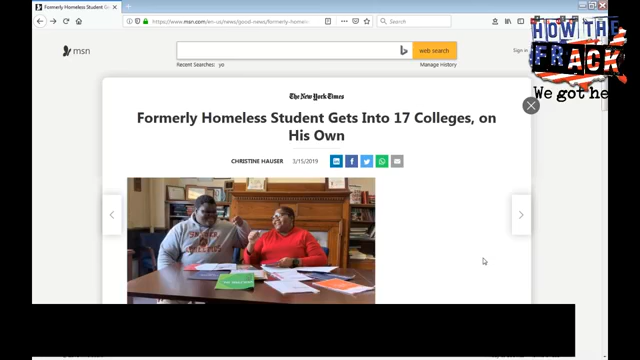 Formerly Homeless Student Ge
https://www.msn.com/en-us/news/good-news/formerly-home
Search
HOW THE
FRACK
We got he
msn
web search
Sign in
Recent Searches: yo
Manage History
The New York Times
Formerly Homeless Student Gets Into 17 Colleges, on
His Own
CHRISTINE HAUSER
3/15/2019